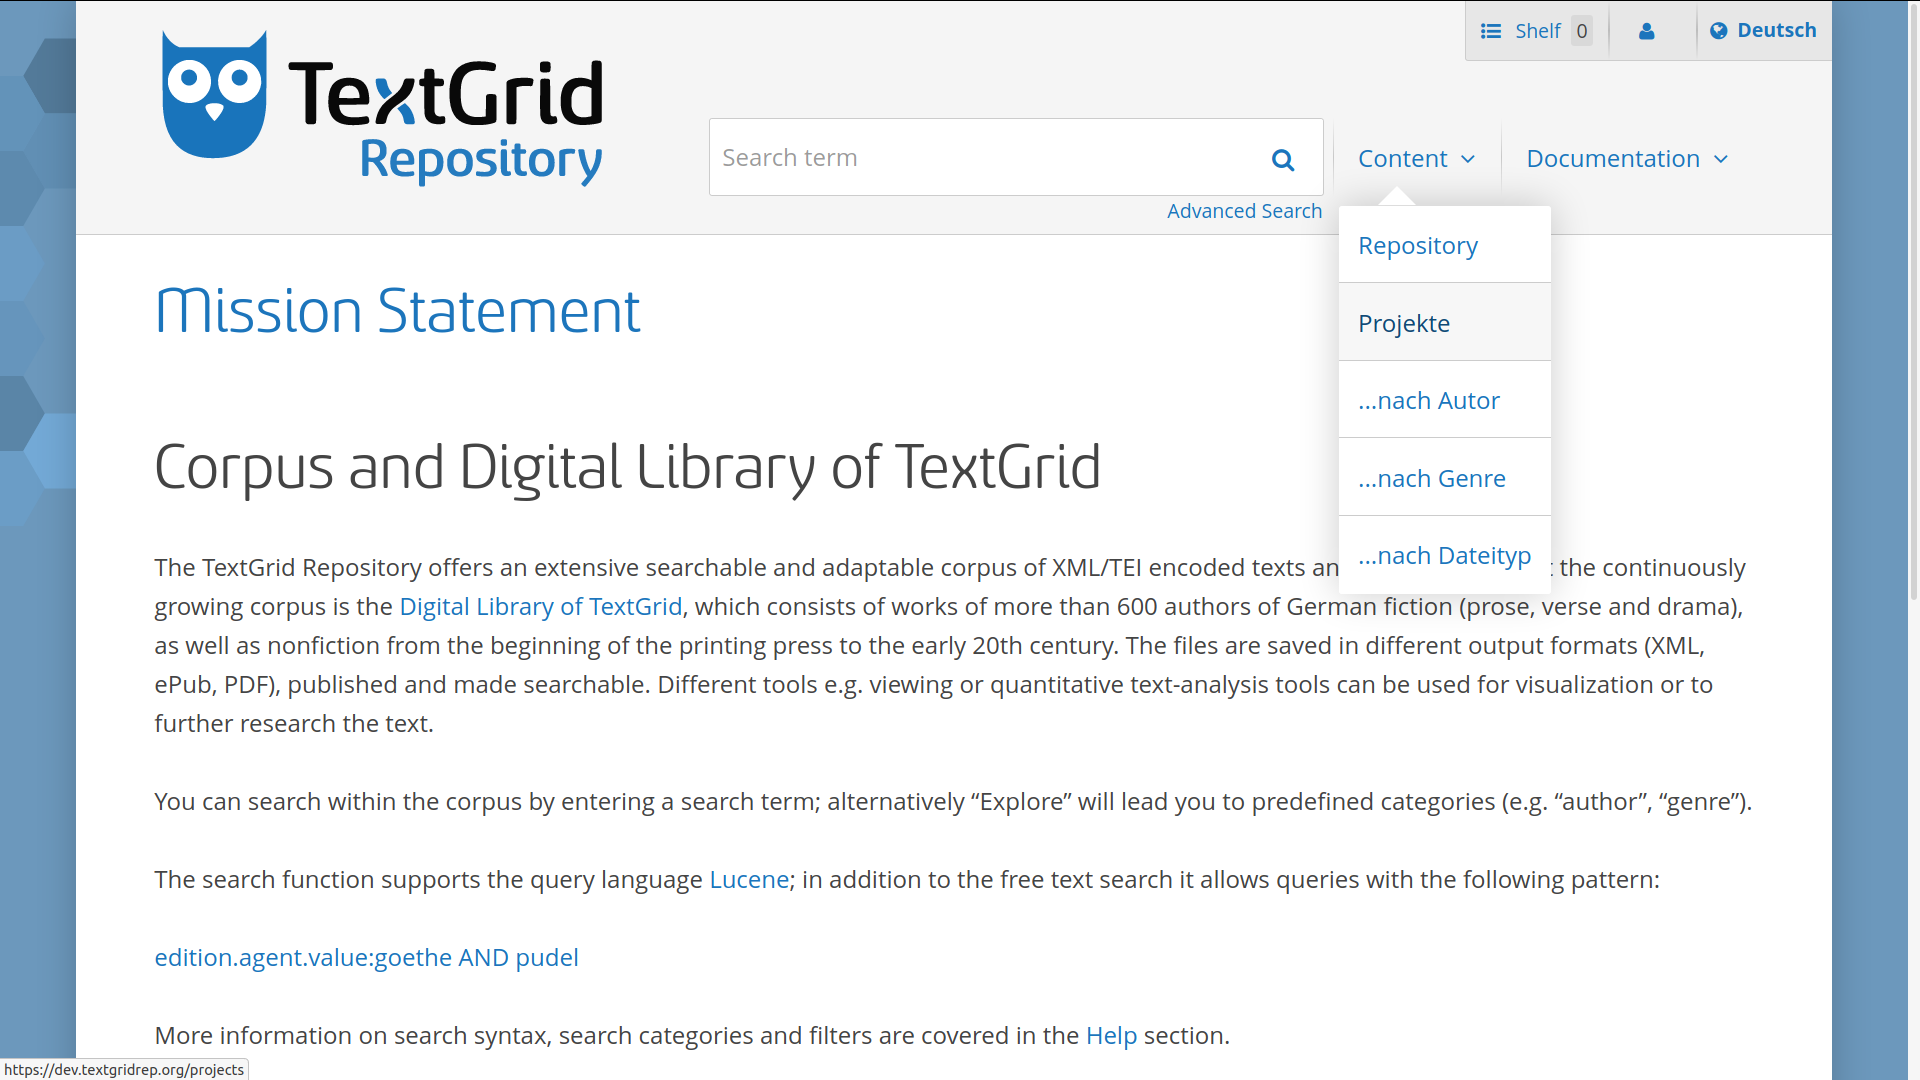 Shelf 0
Deutsch
TextGrid
Repository
Search term
Content
Documentation
Advanced Search
Repository
Projekte
...nach Autor
...nach Genre
...nach Dateityp
Mission Statement
Corpus and Digital Library of TextGrid
The TextGrid Repository offers an extensive searchable and adaptable corpus of XML/TEI encoded texts an the continuously
growing corpus is the Digital Library of TextGrid, which consists of works of more than 600 authors of German fiction (prose, verse and drama),
as well as nonfiction from the beginning of the printing press to the early 20th century. The files are saved in different output formats (XML,
ePub, PDF), published and made searchable. Different tools e.g. viewing or quantitative text-analysis tools can be used for visualization or to
further research the text.
You can search within the corpus by entering a search term; alternatively “Explore” will lead you to predefined categories (e.g. “author”, “genre”).
The search function supports the query language Lucene; in addition to the free text search it allows queries with the following pattern:
edition.agent.value:goethe AND pudel
More information on search syntax, search categories and filters are covered in the Help section.
https://dev.textgridrep.org/projects